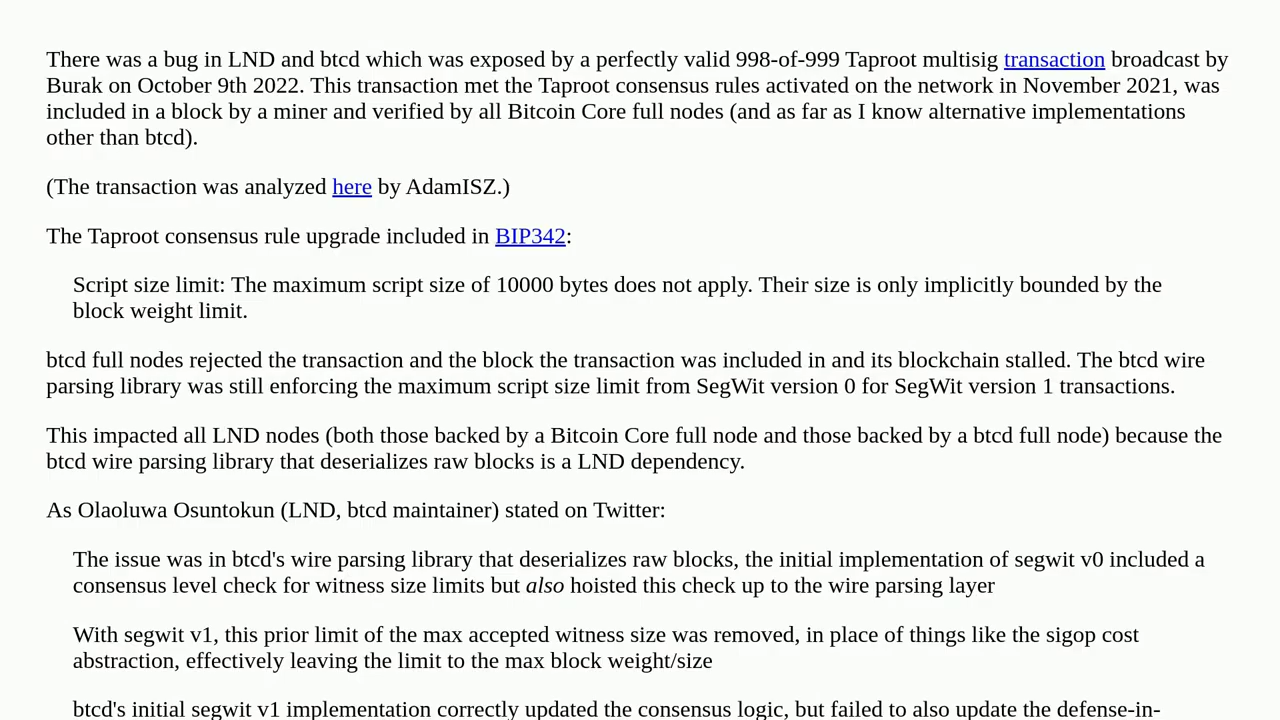 There was a bug in LND and btcd which was exposed by a perfectly valid 998-of-999 Taproot multisig transaction broadcast by
Burak on October 9th 2022. This transaction met the Taproot consensus rules activated on the network in November 2021, was
included in a block by a miner and verified by all Bitcoin Core full nodes (and as far as I know alternative implementations
other than btcd).
(The transaction was analyzed here by AdamISZ.)
The Taproot consensus rule upgrade included in BIP342:
Script size limit: The maximum script size of 10000 bytes does not apply. Their size is only implicitly bounded by the
block weight limit.
btcd full nodes rejected the transaction and the block the transaction was included in and its blockchain stalled. The btcd wire
parsing library was still enforcing the maximum script size limit from SegWit version 0 for SegWit version 1 transactions.
This impacted all LND nodes (both those backed by a Bitcoin Core full node and those backed by a btcd full node) because the
btcd wire parsing library that deserializes raw blocks is a LND dependency.
As Olaoluwa Osuntokun (LND, btcd maintainer) stated on Twitter:
The issue was in btcd's wire parsing library that deserializes raw blocks, the initial implementation of segwit v0 included a
consensus level check for witness size limits but also hoisted this check up to the wire parsing layer
With segwit v1, this prior limit of the max accepted witness size was removed, in place of things like the sigop cost
abstraction, effectively leaving the limit to the max block weight/size
btcd's initial segwit v1 implementation correctly updated the consensus logic, but failed to also update the defense-in-